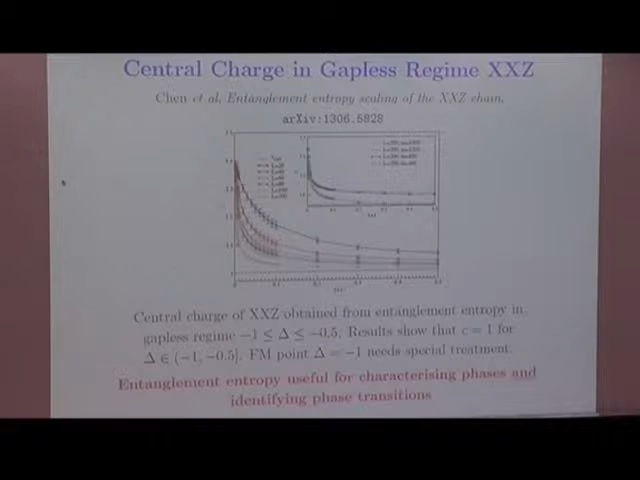 Central Charge in Gapless Regime XXZ
Chen et al, Entanglement entropy scaling of the XXZ chain,
arXiv:1306.5828
Central charge of XXZ obtained from entanglement entropy in
gapless regime −1 ≤ Δ ≤ −0.5. Results show that c = 1 for
Δ ∈ (−1, −0.5]. FM point Δ = −1 needs special treatment.
Entanglement entropy useful for characterising phases and
identifying phase transitions